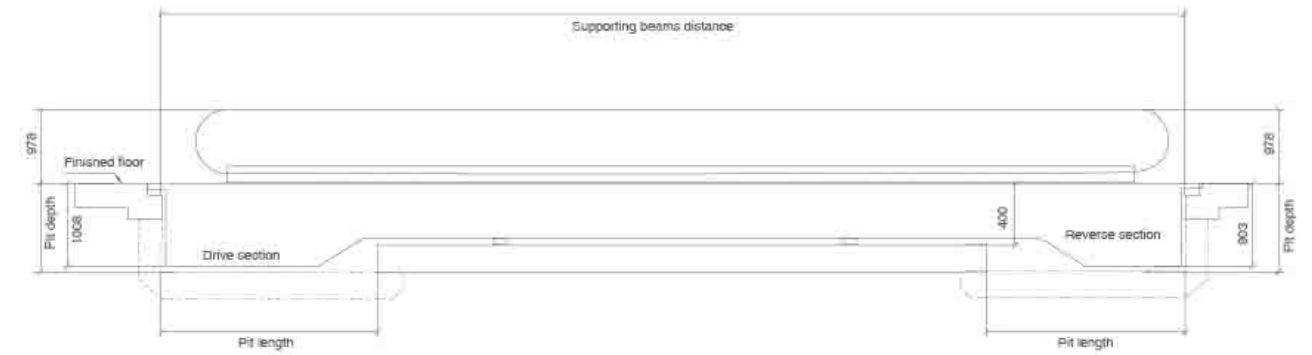 Supporting beams distance
978
978
Finished floor
Pit depth
1008
400
Reverse section
903
Pit depth
Drive section
Pit length
Pit length